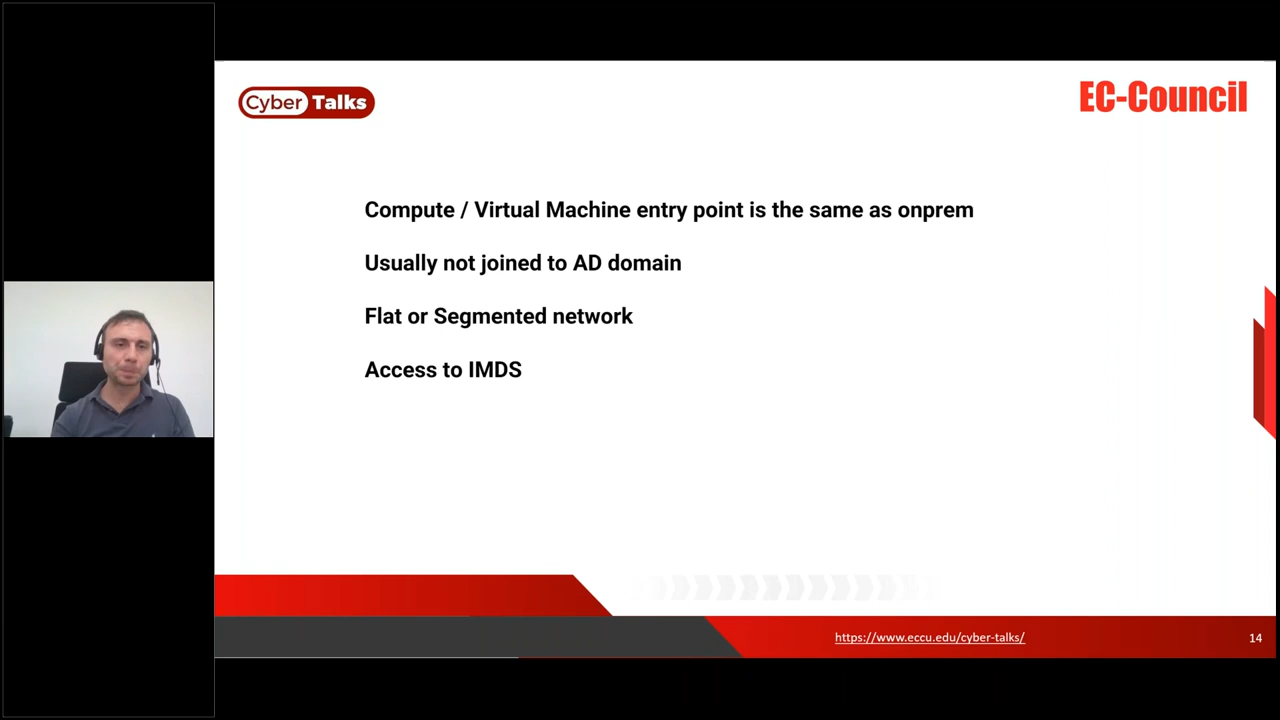 Cyber Talks
EC-Council
Compute / Virtual Machine entry point is the same as onprem
Usually not joined to AD domain
Flat or Segmented network
Access to IMDS
https://www.eccu.edu/cyber-talks/
14